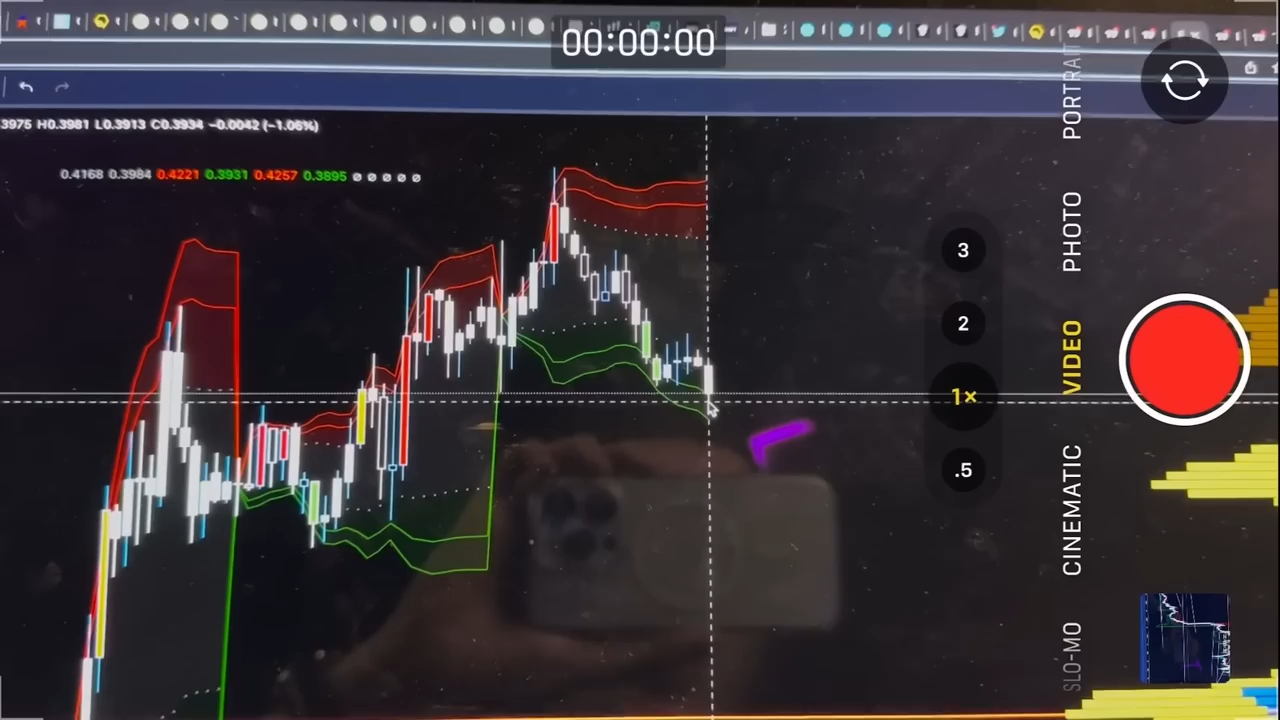 00:00:00
3975 H0.3981 L0.3913 C0.3934 −0.0042 (−1.06%)
0.4168 0.3984 0.4221 0.3931 0.4257 0.3895
PORTRAIT
PHOTO
VIDEO
CINEMATIC
SLO-MO
3
2
1×
.5